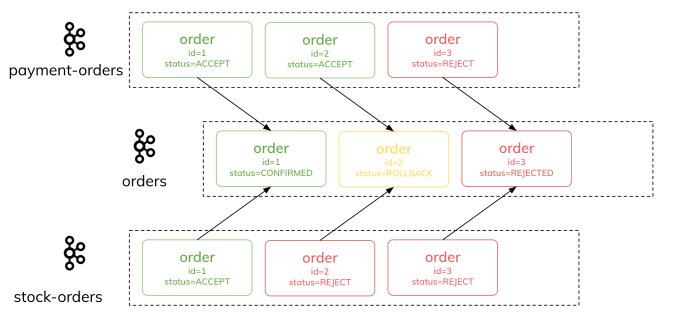 payment-orders
order
id=1
status=ACCEPT
order
id=2
status=ACCEPT
order
id=3
status=REJECT
orders
order
id=1
status=CONFIRMED
order
id=2
status=ROLLBACK
order
id=3
status=REJECTED
stock-orders
order
id=1
status=ACCEPT
order
id=2
status=REJECT
order
id=3
status=REJECT